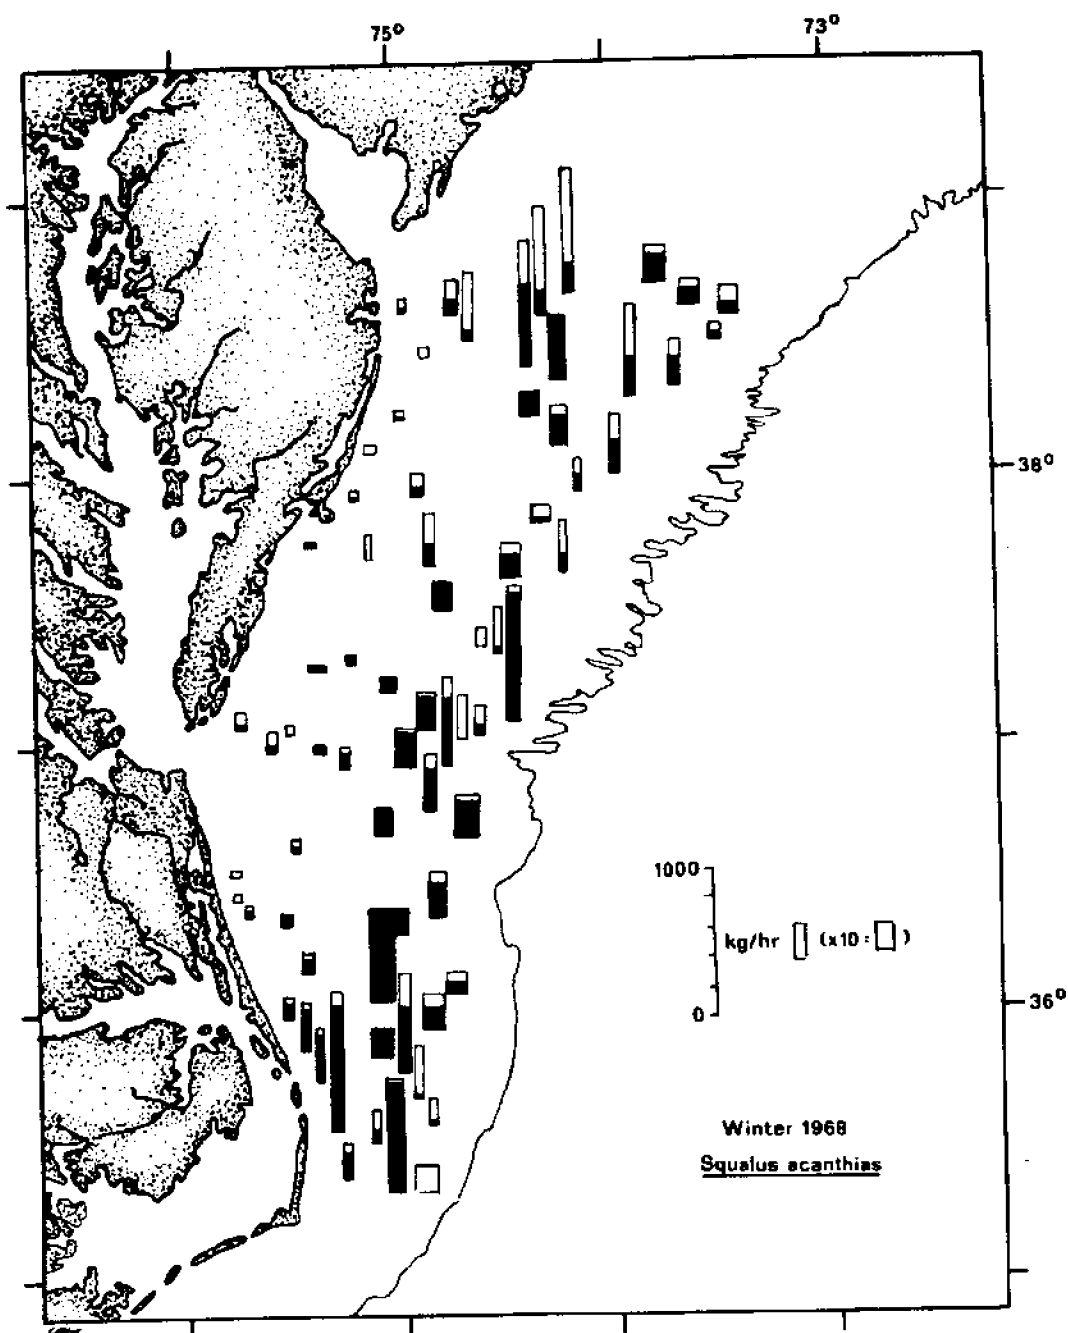 75° 73°
38°
1000
kg/hr (x10 = )
0
36°
Winter 1968
Squalus acanthias